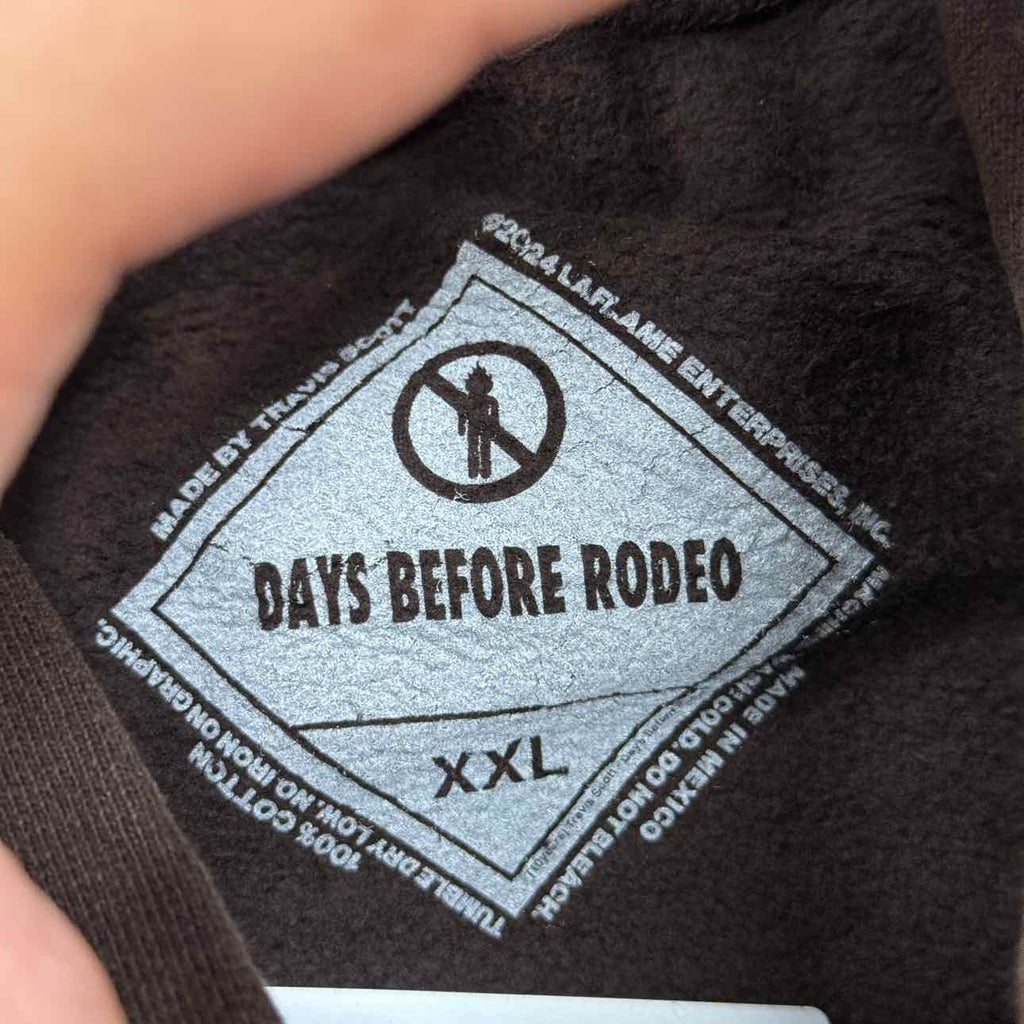 ©2024 LAFLAME ENTERPRISES, INC.
MADE BY TRAVIS SCOTT
DAYS BEFORE RODEO
XXL
WASH COLD. DO NOT BLEACH.
MADE IN MEXICO
TUMBLE DRY LOW. NO IRON ON GRAPHIC.
100% COTTON